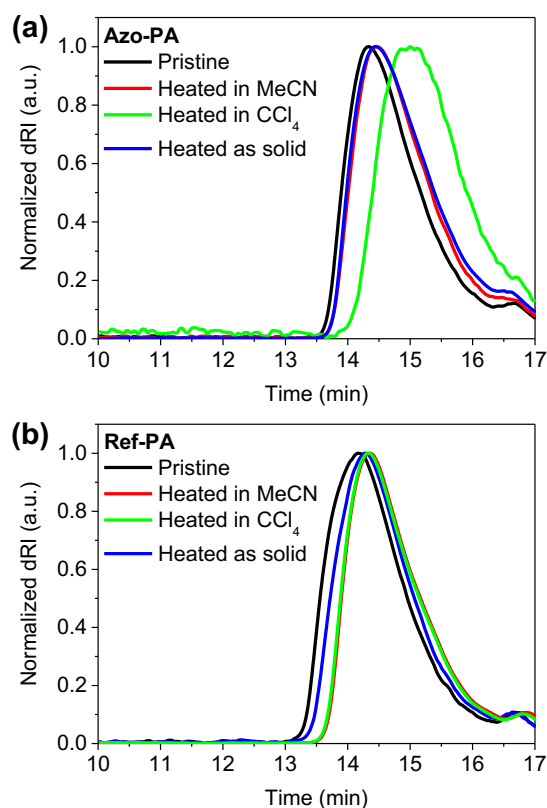 (a)
Azo-PA
Pristine
Heated in MeCN
Heated in CCl₄
Heated as solid
Normalized dRI (a.u.)
1.0
0.8
0.6
0.4
0.2
0.0
10 11 12 13 14 15 16 17
Time (min)
(b)
Ref-PA
Pristine
Heated in MeCN
Heated in CCl₄
Heated as solid
Normalized dRI (a.u.)
1.0
0.8
0.6
0.4
0.2
0.0
10 11 12 13 14 15 16 17
Time (min)